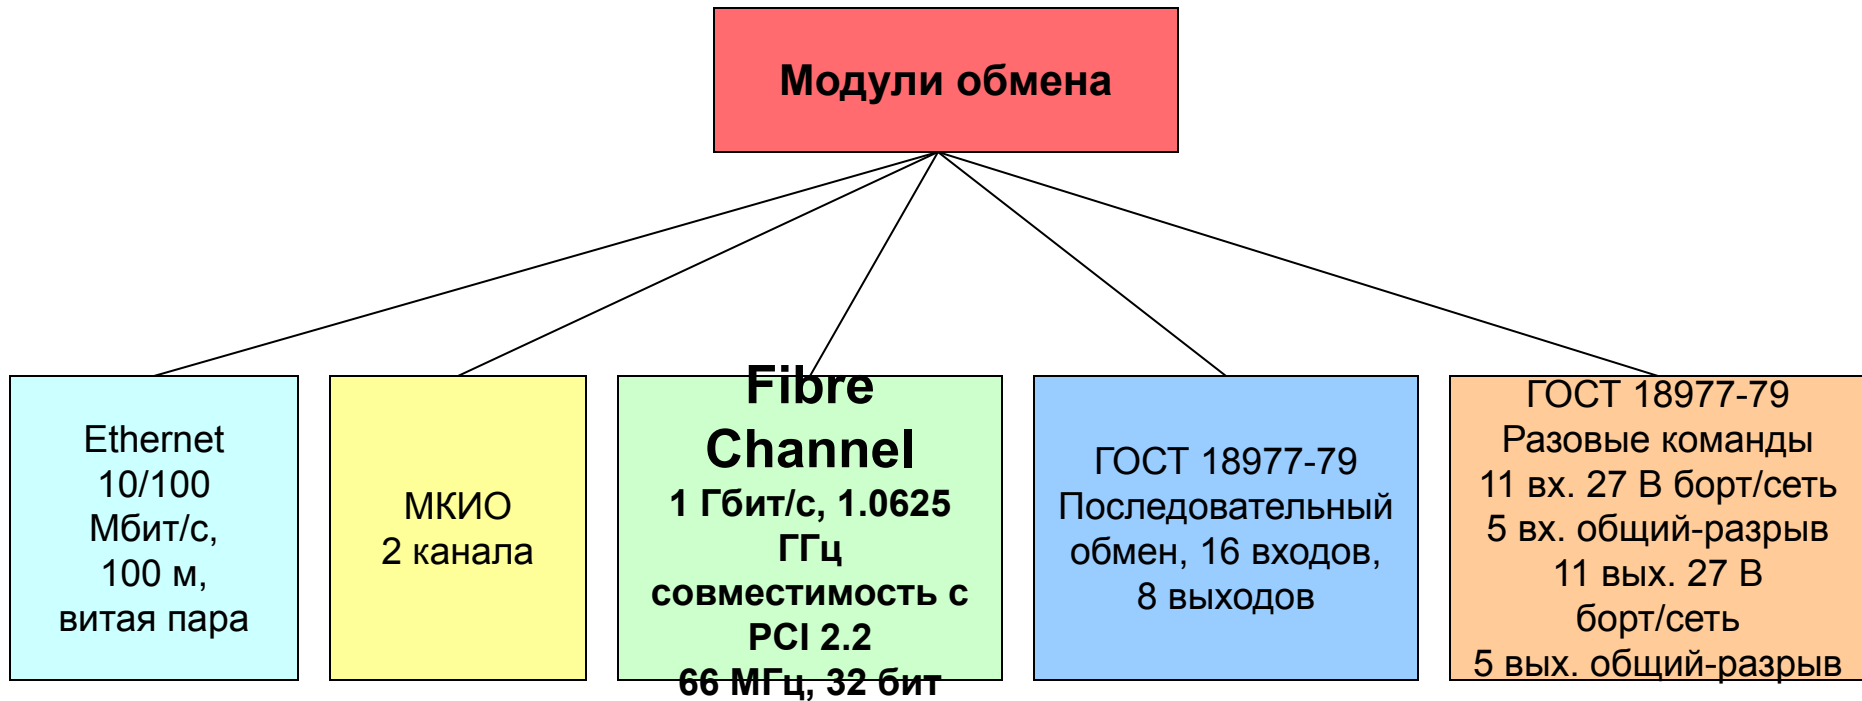 Модули обмена
Ethernet
10/100
Мбит/с,
100 м,
витая пара
МКИО
2 канала
Fibre
Channel
1 Гбит/с, 1.0625
ГГц
совместимость с
PCI 2.2
66 МГц, 32 бит
ГОСТ 18977-79
Последовательный
обмен, 16 входов,
8 выходов
ГОСТ 18977-79
Разовые команды
11 вх. 27 В борт/сеть
5 вх. общий-разрыв
11 вых. 27 В
борт/сеть
5 вых. общий-разрыв